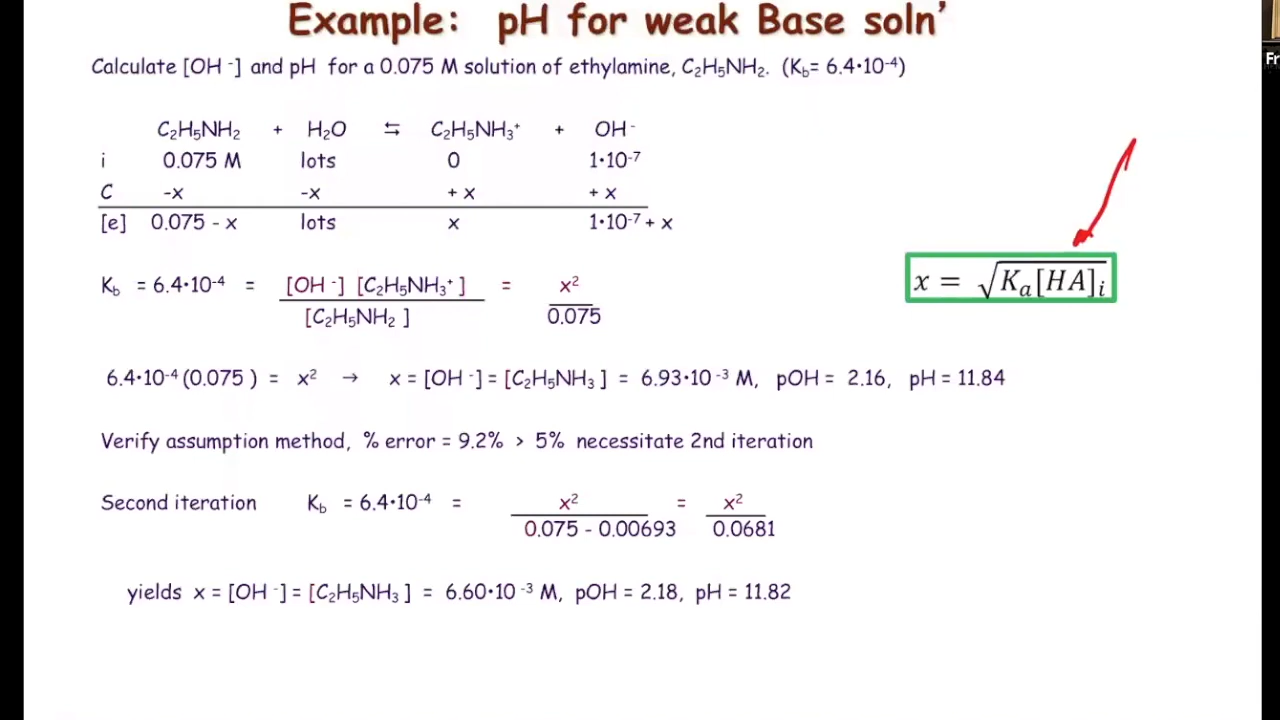 Example: pH for weak Base soln’
Calculate [OH ⁻] and pH for a 0.075 M solution of ethylamine, C₂H₅NH₂. (K_b= 6.4•10⁻⁴)
C₂H₅NH₂ + H₂O ⇆ C₂H₅NH₃⁺ + OH⁻
i 0.075 M lots 0 1•10⁻⁷
C -x -x + x + x
[e] 0.075 - x lots x 1•10⁻⁷ + x
K_b = 6.4•10⁻⁴ = [OH ⁻] [C₂H₅NH₃⁺ ] = x²
[C₂H₅NH₂ ] 0.075
x = √K_a[HA]_i
6.4•10⁻⁴ (0.075 ) = x² → x = [OH ⁻] = [C₂H₅NH₃ ] = 6.93•10 ⁻³ M, pOH = 2.16, pH = 11.84
Verify assumption method, % error = 9.2% > 5% necessitate 2nd iteration
Second iteration K_b = 6.4•10⁻⁴ = x² = x²
0.075 - 0.00693 0.0681
yields x = [OH ⁻] = [C₂H₅NH₃ ] = 6.60•10 ⁻³ M, pOH = 2.18, pH = 11.82
Fr